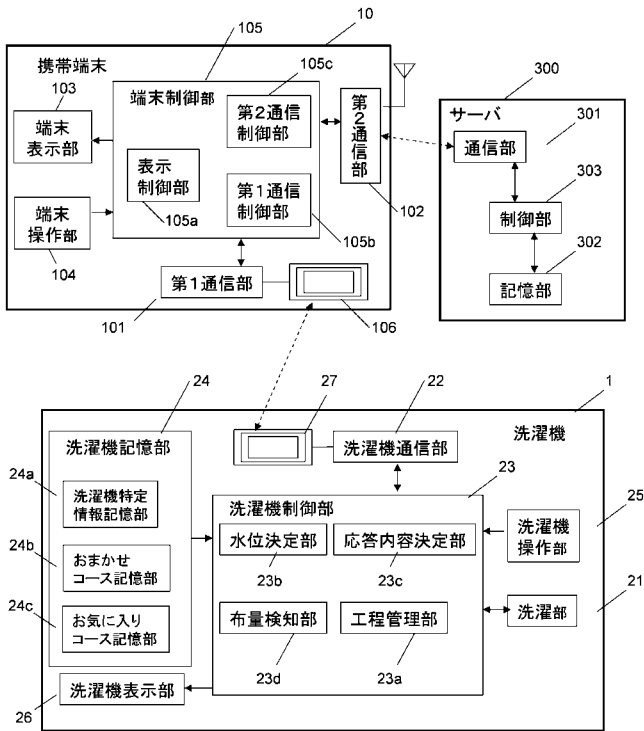 10
105
携帯端末
105c
103
端末制御部
端末
表示部
第2通信
制御部
第2通信部
表示
制御部
105a
第1通信
制御部
102
端末
操作部
104
105b
第1通信部
101
106
300
サーバ
301
通信部
303
制御部
302
記憶部
24
27
22
1
洗濯機記憶部
洗濯機通信部
洗濯機
24a
洗濯機特定
情報記憶部
23
洗濯機制御部
25
水位決定部
応答内容決定部
洗濯機
操作部
24b
おまかせ
コース記憶部
23b
23c
21
24c
お気に入り
コース記憶部
布量検知部
工程管理部
洗濯部
洗濯機表示部
23d
23a
26